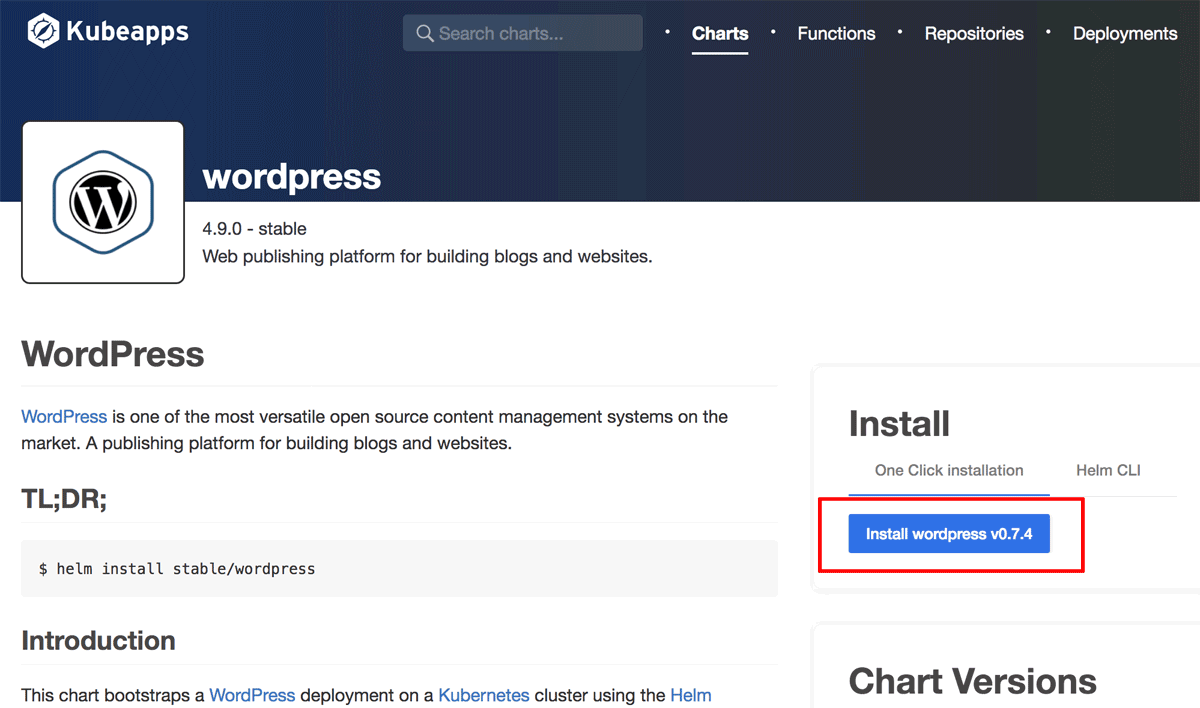 Kubeapps
Search charts...
Charts
Functions
Repositories
Deployments
wordpress
4.9.0 - stable
Web publishing platform for building blogs and websites.
WordPress
WordPress is one of the most versatile open source content management systems on the
market. A publishing platform for building blogs and websites.
TL;DR;
$ helm install stable/wordpress
Introduction
This chart bootstraps a WordPress deployment on a Kubernetes cluster using the Helm
Install
One Click installation
Helm CLI
Install wordpress v0.7.4
Chart Versions